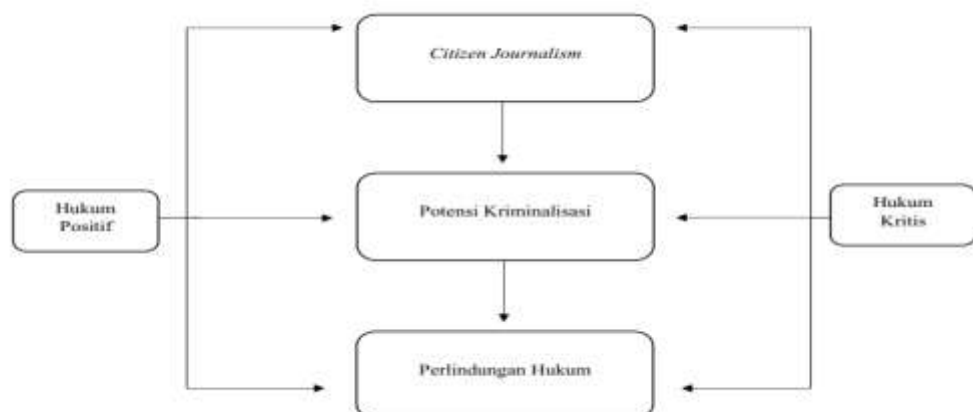 Citizen Journalism
Hukum
Positif
Potensi Kriminalisasi
Hukum
Kritis
Perlindungan Hukum